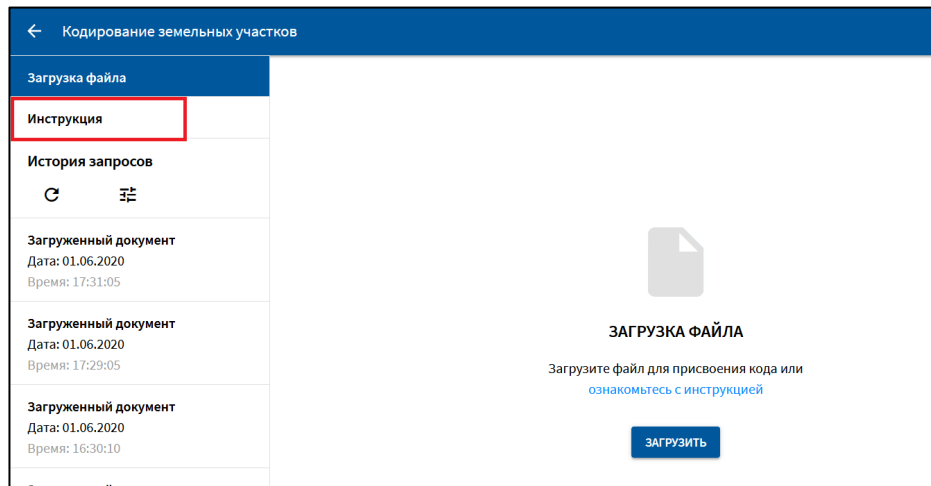 Кодирование земельных участков
Загрузка файла
Инструкция
История запросов
Загруженный документ
Дата: 01.06.2020
Время: 17:31:05
Загруженный документ
Дата: 01.06.2020
Время: 17:29:05
Загруженный документ
Дата: 01.06.2020
Время: 16:30:10
ЗАГРУЗКА ФАЙЛА
Загрузите файл для присвоения кода или
ознакомьтесь с инструкцией
ЗАГРУЗИТЬ